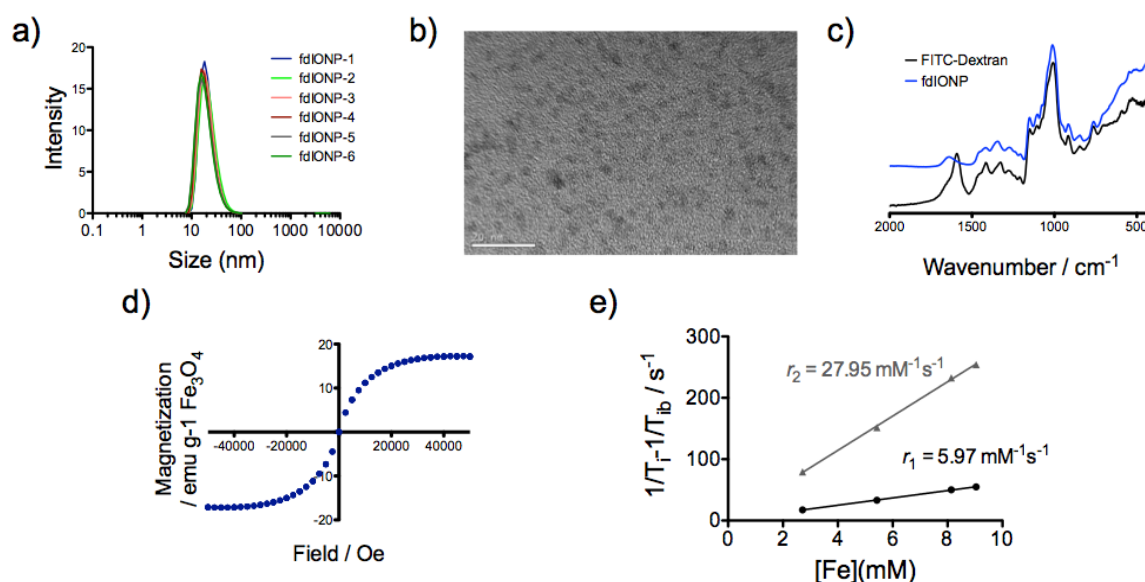 a)
20
15
10
5
0
0.1 1 10 100 1000 10000
Intensity
Size (nm)
fdIONP-1
fdIONP-2
fdIONP-3
fdIONP-4
fdIONP-5
fdIONP-6
b)
c)
FITC-Dextran
fdIONP
2000 1500 1000 500
Wavenumber / cm⁻¹
d)
Magnetization
/ emu g-1 Fe₃O₄
20
10
-40000 -20000 20000 40000
-20
Field / Oe
e)
300
200
100
0
0 2 4 6 8 10
1/Tᵢ-1/Tᵢb / s⁻¹
r₂ = 27.95 mM⁻¹s⁻¹
r₁ = 5.97 mM⁻¹s⁻¹
[Fe](mM)